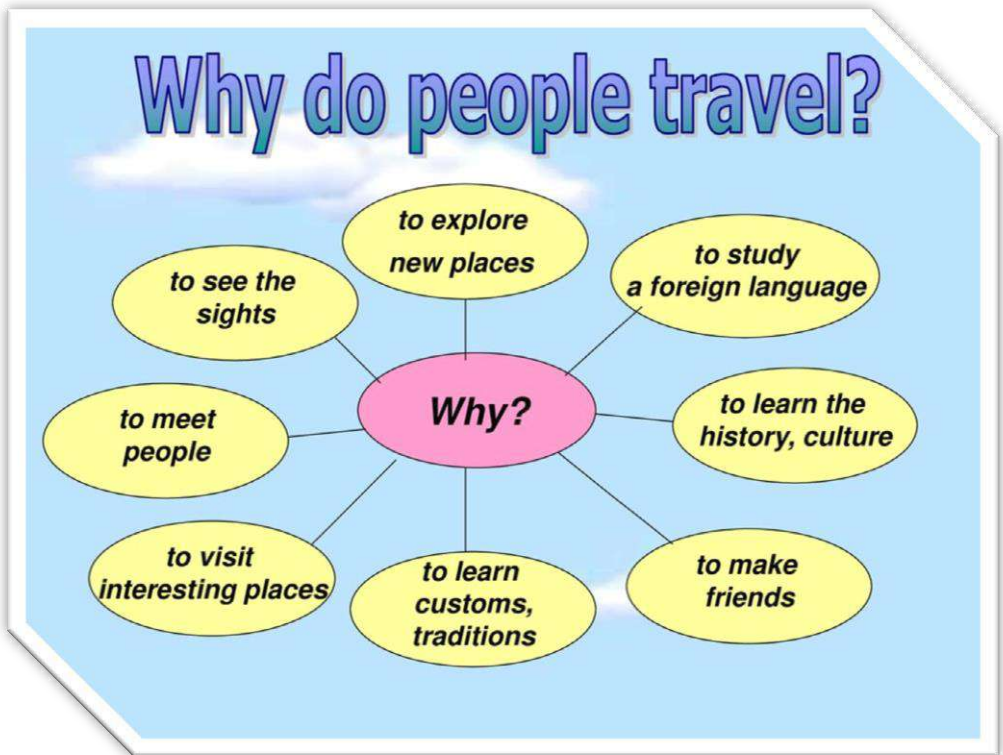 Why do people travel?
to explore
new places
to study
a foreign language
to see the
sights
Why?
to learn the
history, culture
to meet
people
to visit
interesting places
to learn
customs,
traditions
to make
friends